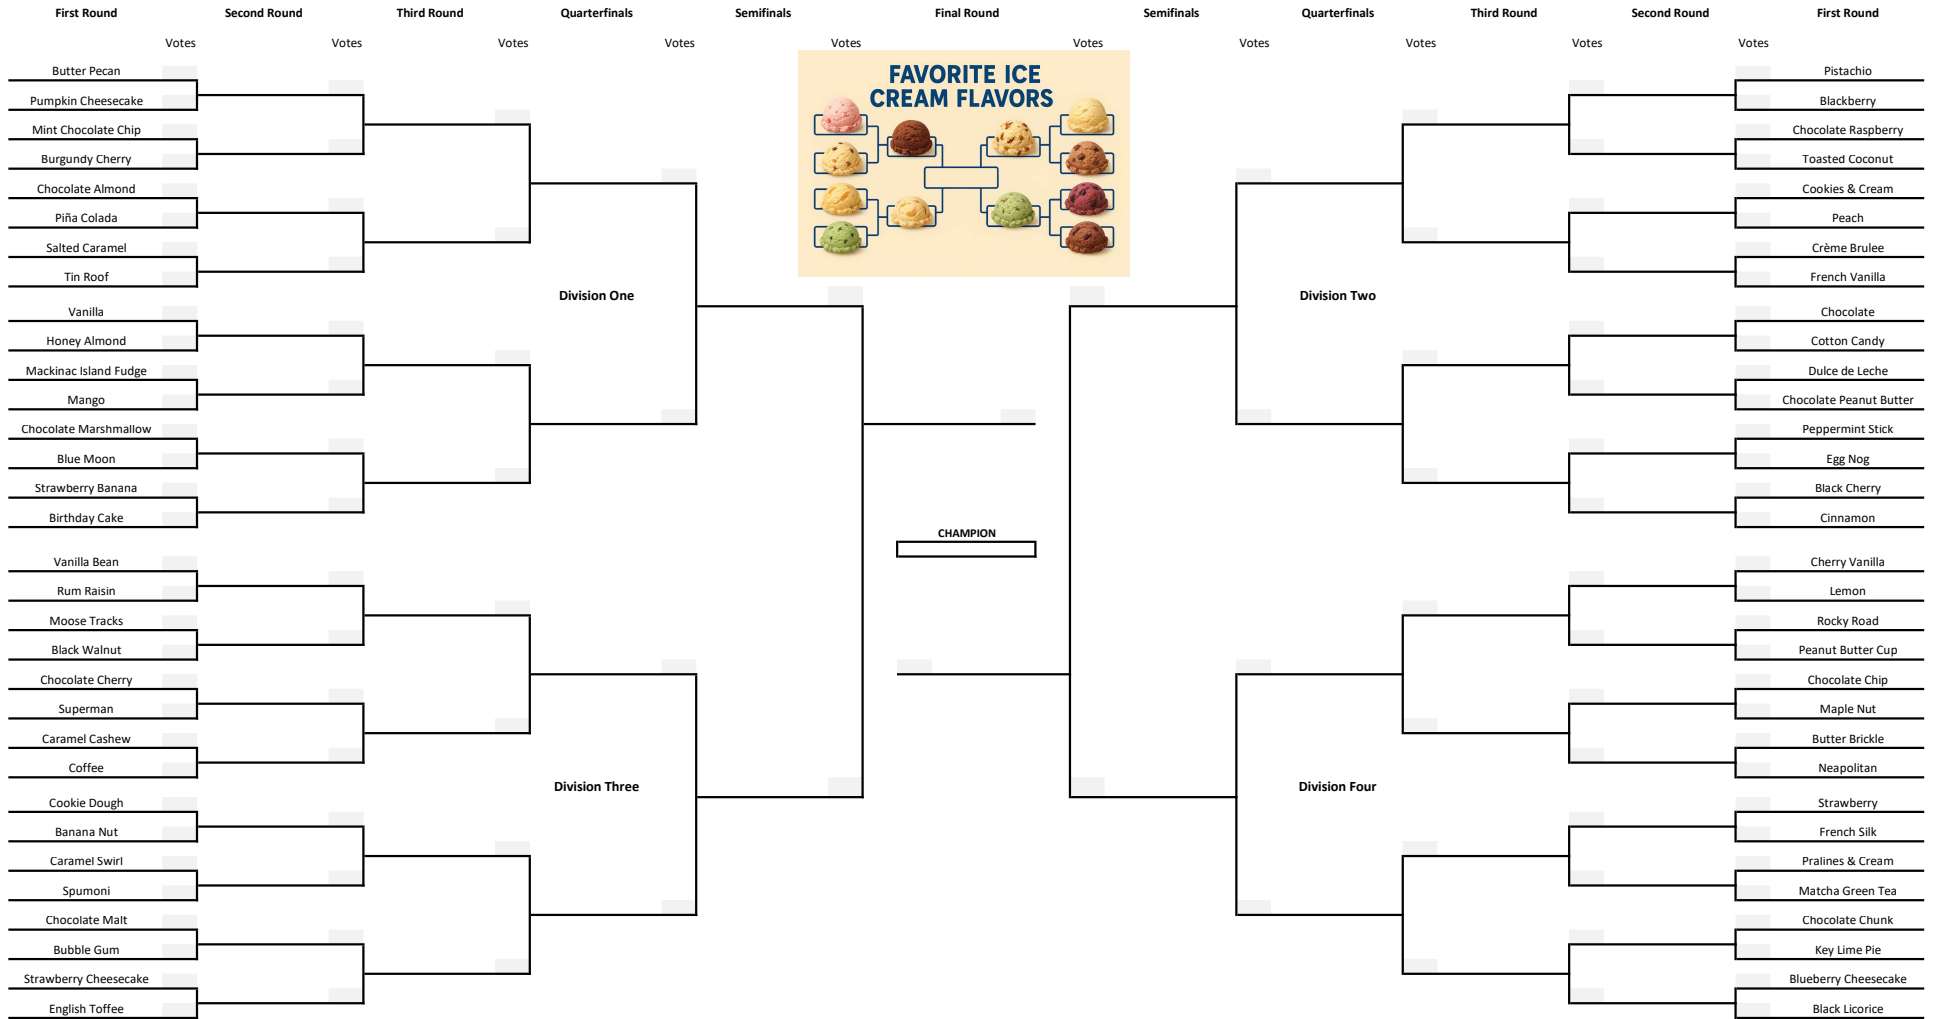 First Round
Second Round
Third Round
Quarterfinals
Semifinals
Final Round
Semifinals
Quarterfinals
Third Round
Second Round
First Round
Votes
Votes
Votes
Votes
Votes
Votes
Votes
Votes
Votes
Votes
FAVORITE ICE
CREAM FLAVORS
Butter Pecan
Pumpkin Cheesecake
Mint Chocolate Chip
Burgundy Cherry
Chocolate Almond
Piña Colada
Salted Caramel
Tin Roof
Division One
Vanilla
Honey Almond
Mackinac Island Fudge
Mango
Chocolate Marshmallow
Blue Moon
Strawberry Banana
Birthday Cake
Vanilla Bean
Rum Raisin
Moose Tracks
Black Walnut
Chocolate Cherry
Superman
Caramel Cashew
Coffee
Division Three
Cookie Dough
Banana Nut
Caramel Swirl
Spumoni
Chocolate Malt
Bubble Gum
Strawberry Cheesecake
English Toffee
CHAMPION
Pistachio
Blackberry
Chocolate Raspberry
Toasted Coconut
Cookies & Cream
Peach
Crème Brulee
French Vanilla
Division Two
Chocolate
Cotton Candy
Dulce de Leche
Chocolate Peanut Butter
Peppermint Stick
Egg Nog
Black Cherry
Cinnamon
Cherry Vanilla
Lemon
Rocky Road
Peanut Butter Cup
Chocolate Chip
Maple Nut
Butter Brickle
Neapolitan
Division Four
Strawberry
French Silk
Pralines & Cream
Matcha Green Tea
Chocolate Chunk
Key Lime Pie
Blueberry Cheesecake
Black Licorice